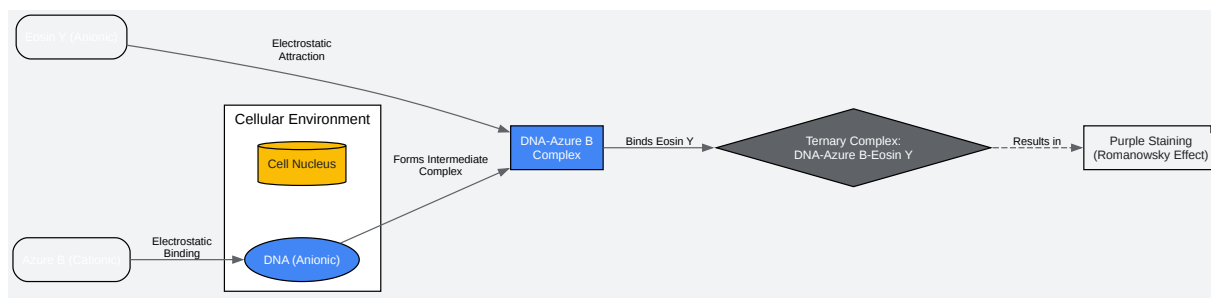 Eosin Y (Anionic)
Electrostatic
Attraction
Cellular Environment
Cell Nucleus
Forms Intermediate
Complex
DNA-Azure B
Complex
Binds Eosin Y
Ternary Complex:
DNA-Azure B-Eosin Y
Results in
Purple Staining
(Romanowsky Effect)
Azure B (Cationic)
Electrostatic
Binding
DNA (Anionic)